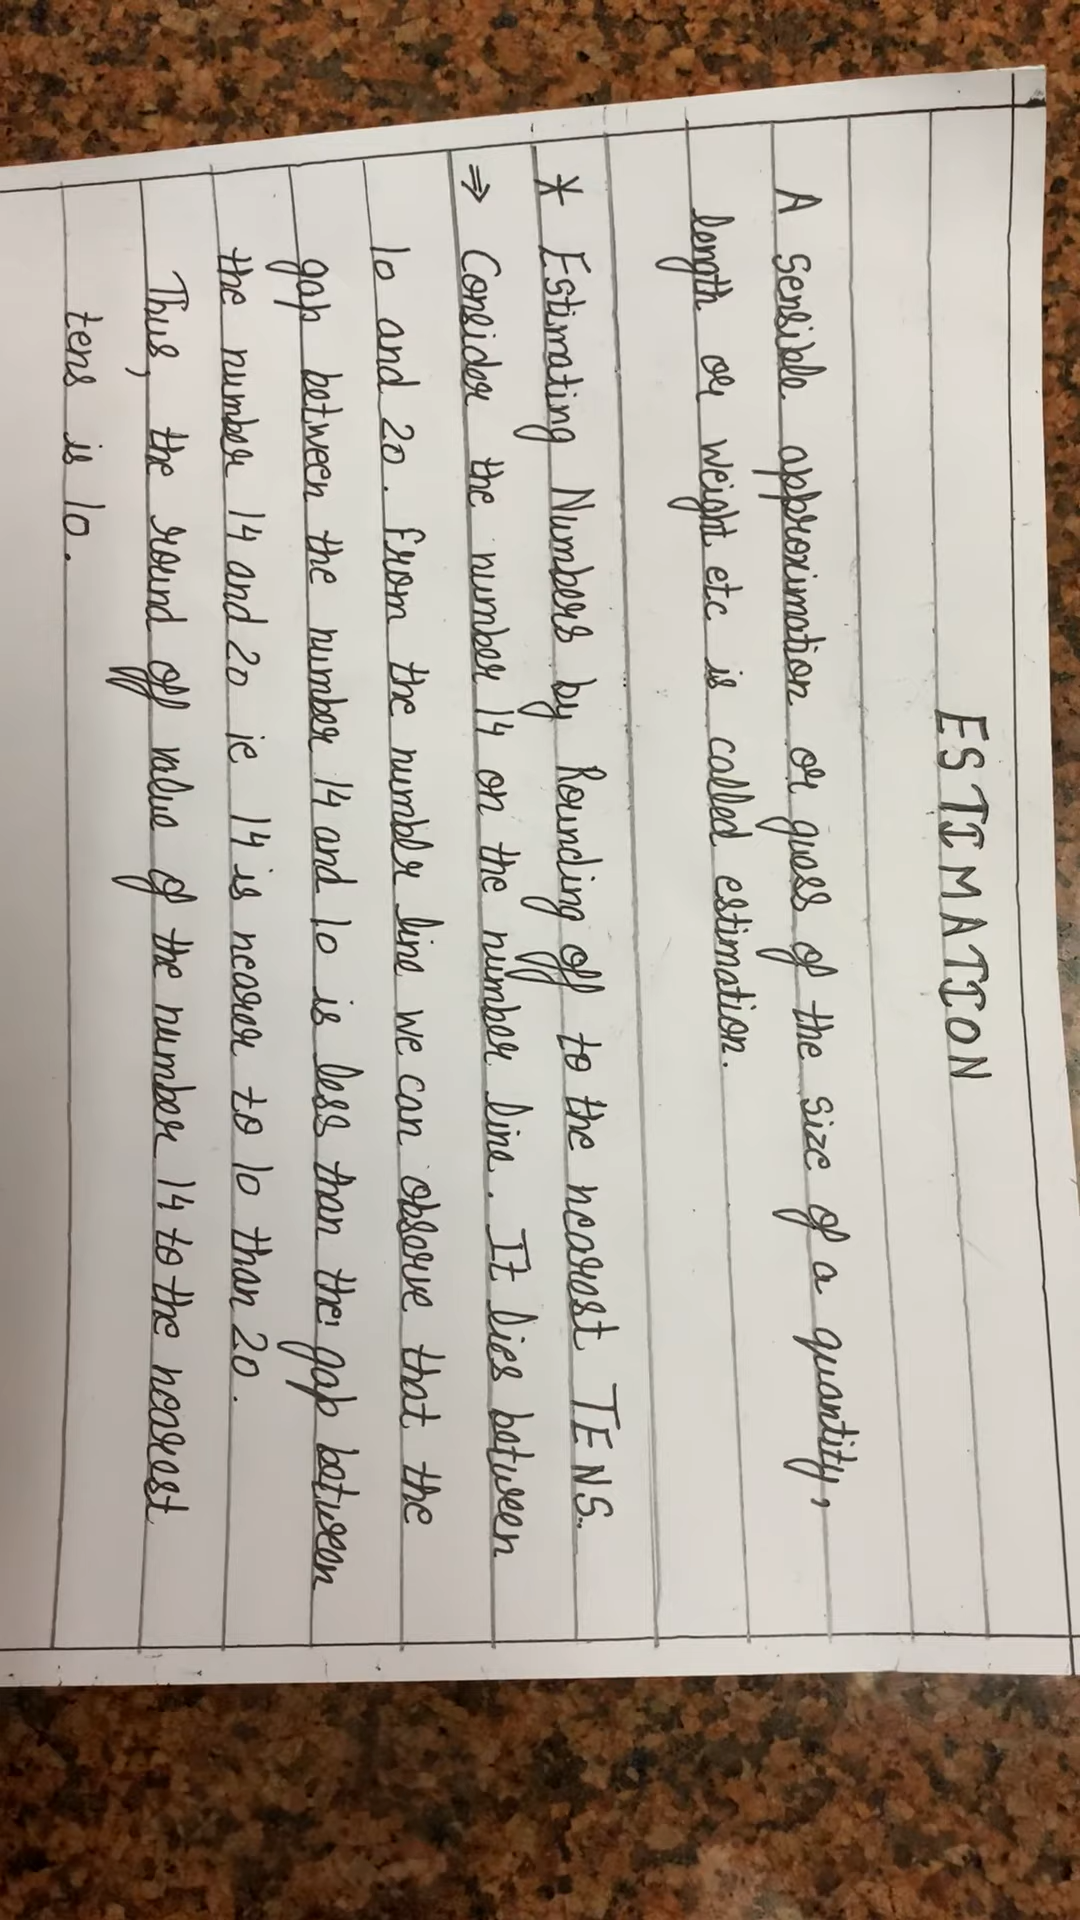 ESTIMATION
A sensible approximation or guess of the size of a quantity,
length or weight etc is called estimation.
* Estimating Numbers by Rounding off to the nearest TENS.
⇒ Consider the number 14 on the number line. It lies between
10 and 20. From the number line we can observe that the
gap between the number 14 and 10 is less than the gap between
the number 14 and 20 ie 14 is nearer to 10 than 20.
Thus, the round off value of the number 14 to the nearest
tens is 10.